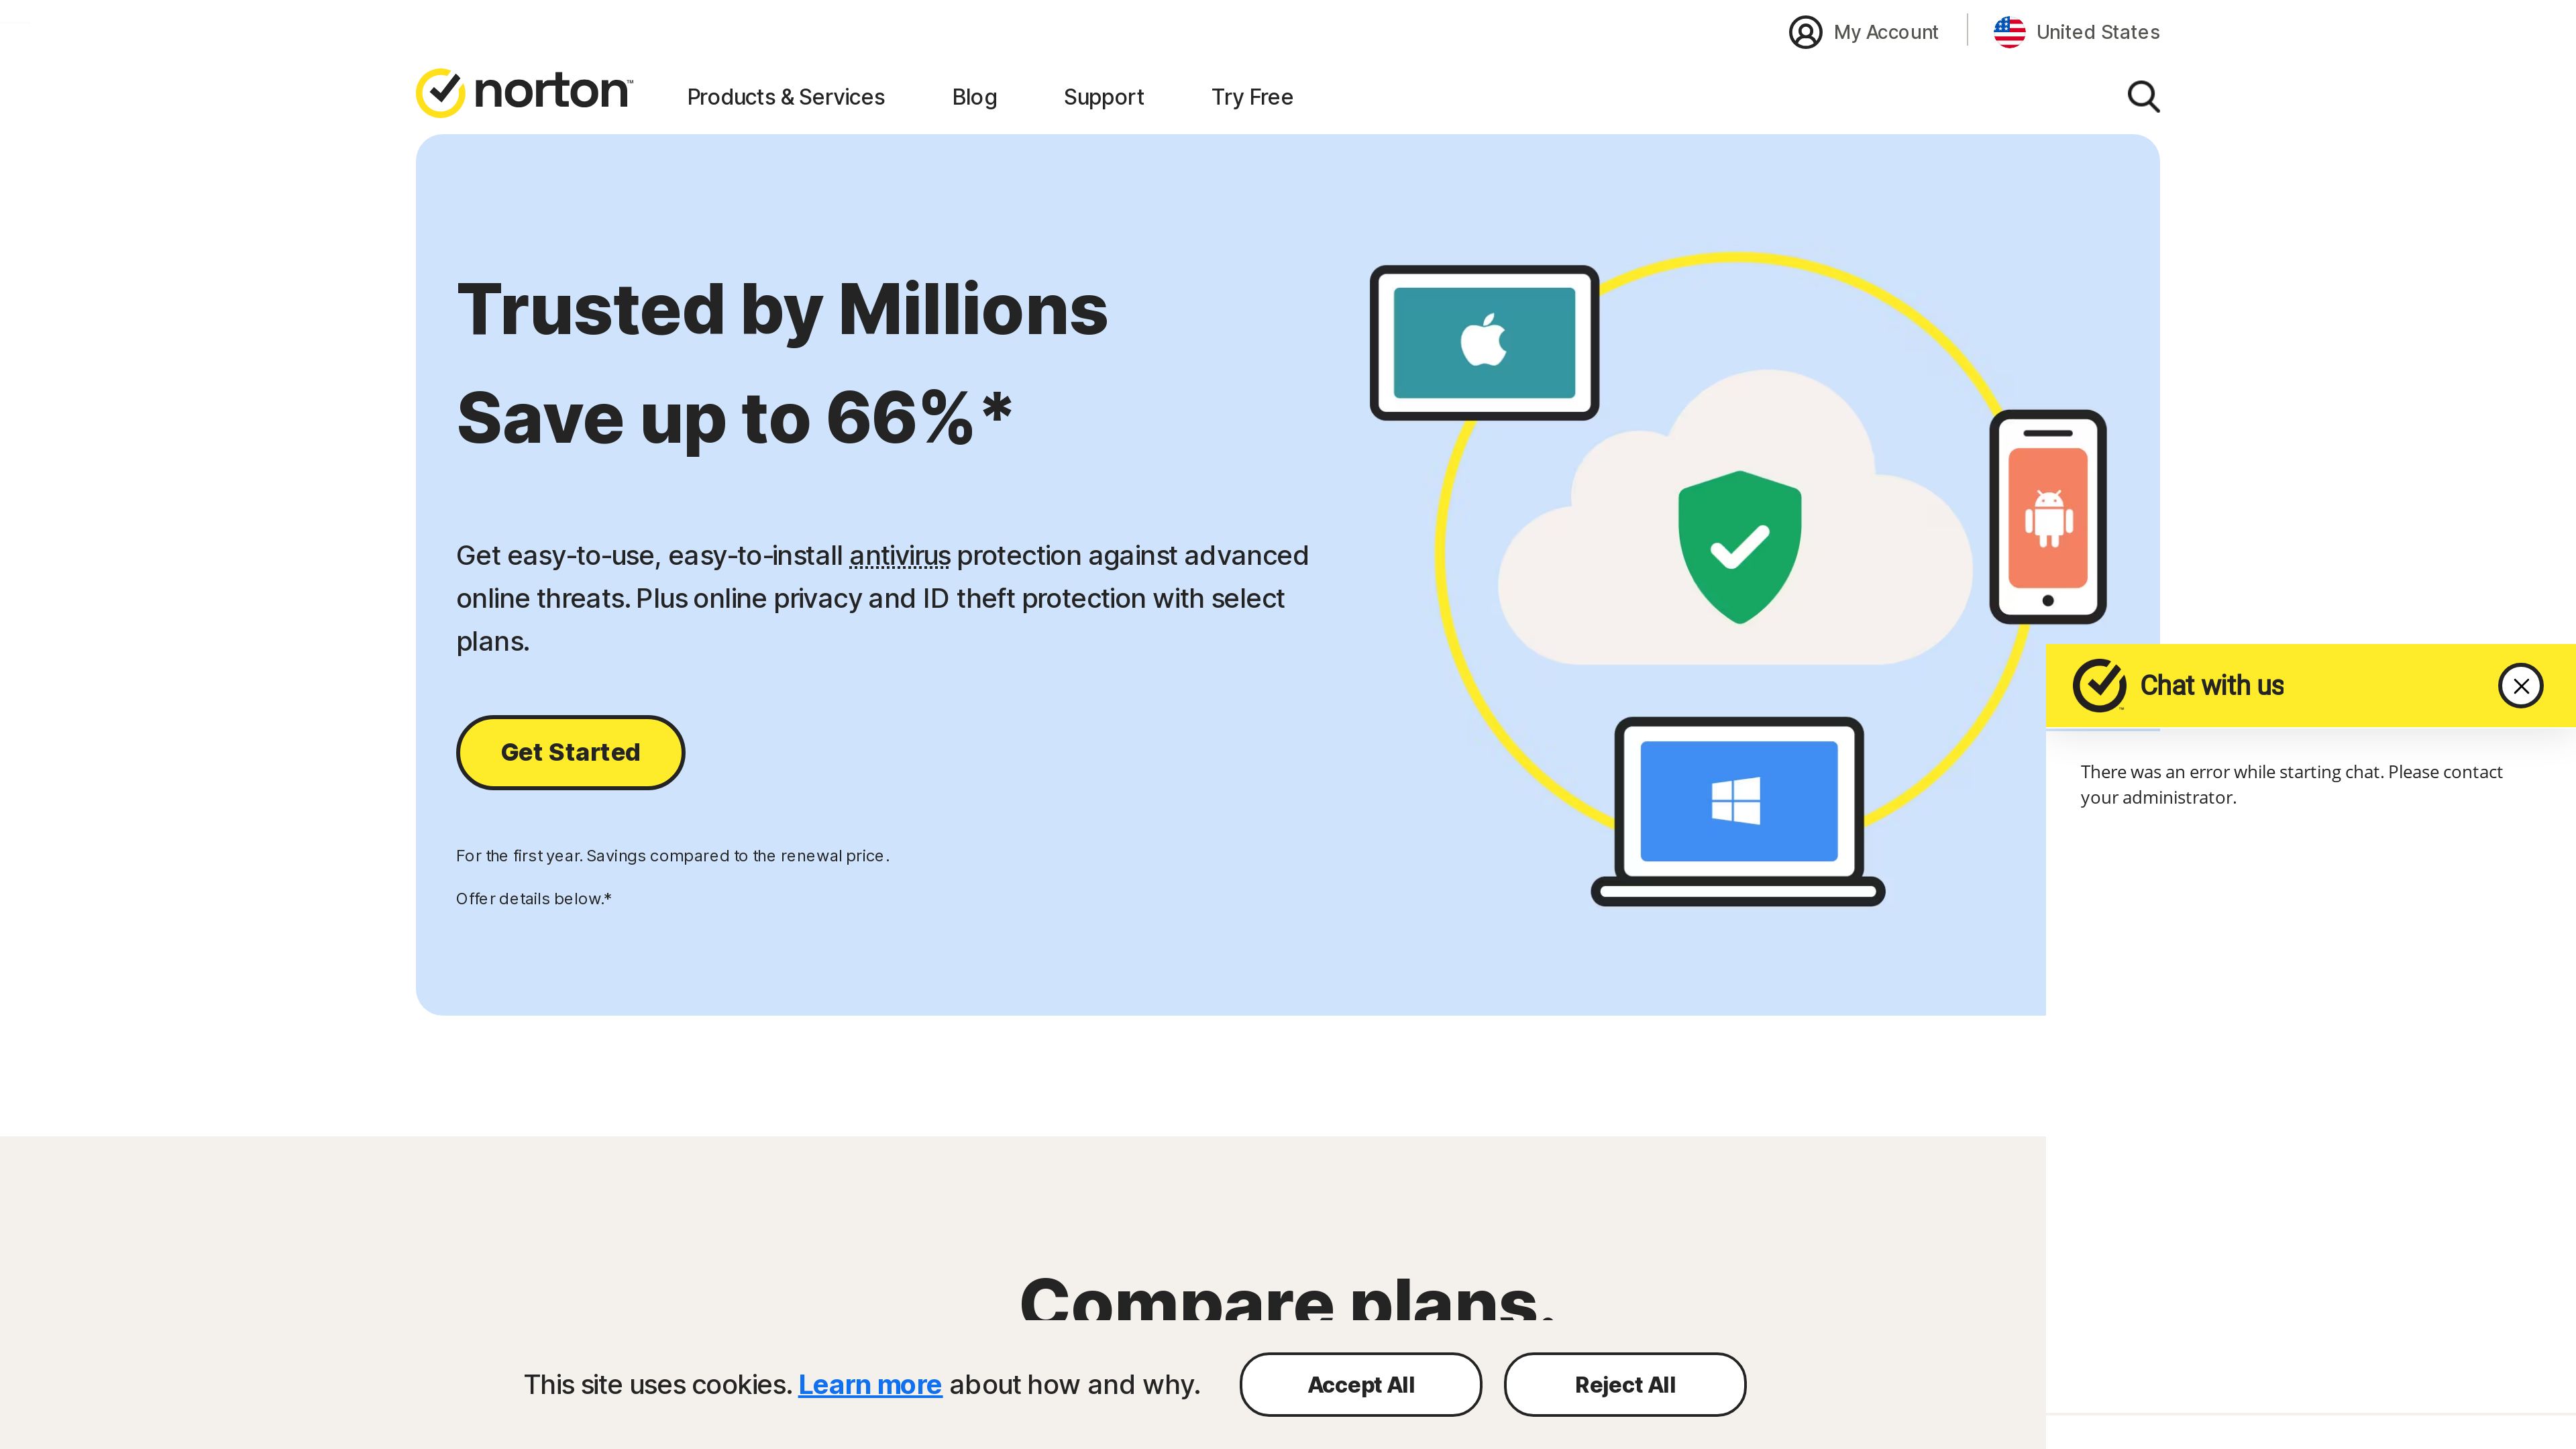 My Account
United States
norton™
Products & Services
Blog
Support
Try Free
Trusted by Millions
Save up to 66%*
Get easy-to-use, easy-to-install antivirus protection against advanced
online threats. Plus online privacy and ID theft protection with select
plans.
Get Started
For the first year. Savings compared to the renewal price.
Offer details below.*
Chat with us
There was an error while starting chat. Please contact
your administrator.
Compare plans.
This site uses cookies. Learn more about how and why.
Accept All
Reject All